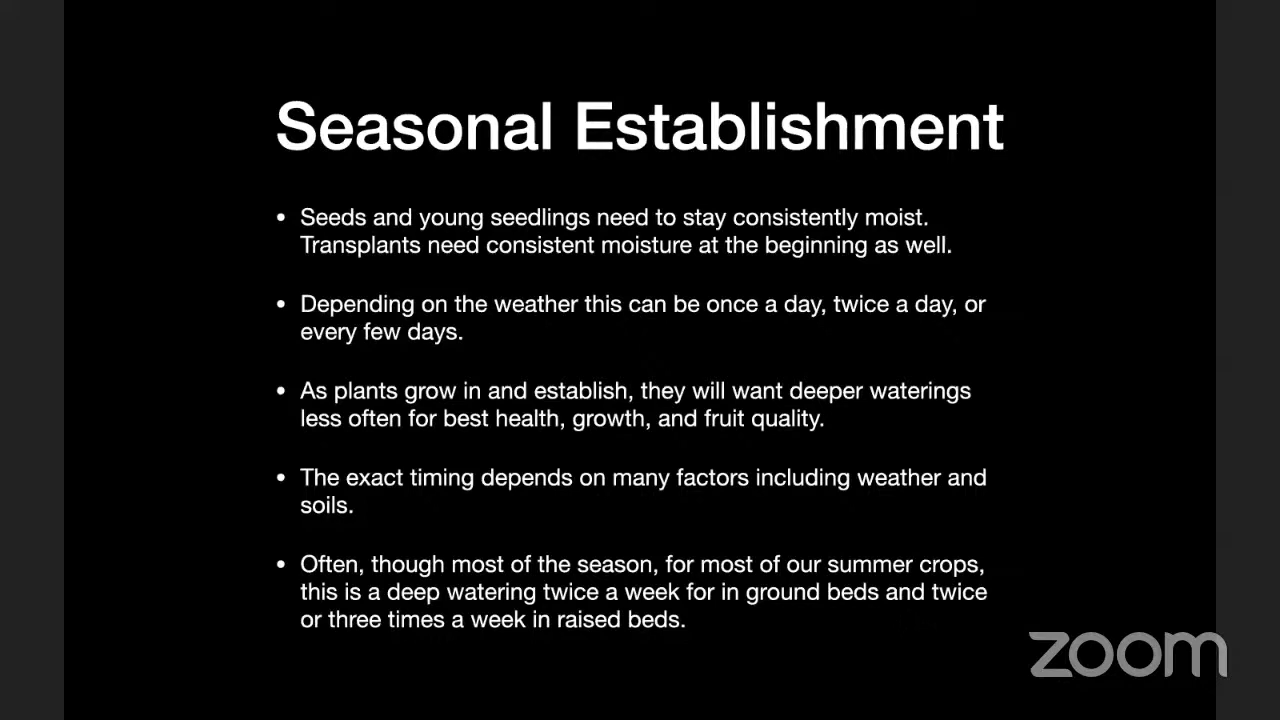 Seasonal Establishment
• Seeds and young seedlings need to stay consistently moist.
Transplants need consistent moisture at the beginning as well.
• Depending on the weather this can be once a day, twice a day, or
every few days.
• As plants grow in and establish, they will want deeper waterings
less often for best health, growth, and fruit quality.
• The exact timing depends on many factors including weather and
soils.
• Often, though most of the season, for most of our summer crops,
this is a deep watering twice a week for in ground beds and twice
or three times a week in raised beds.
zoom